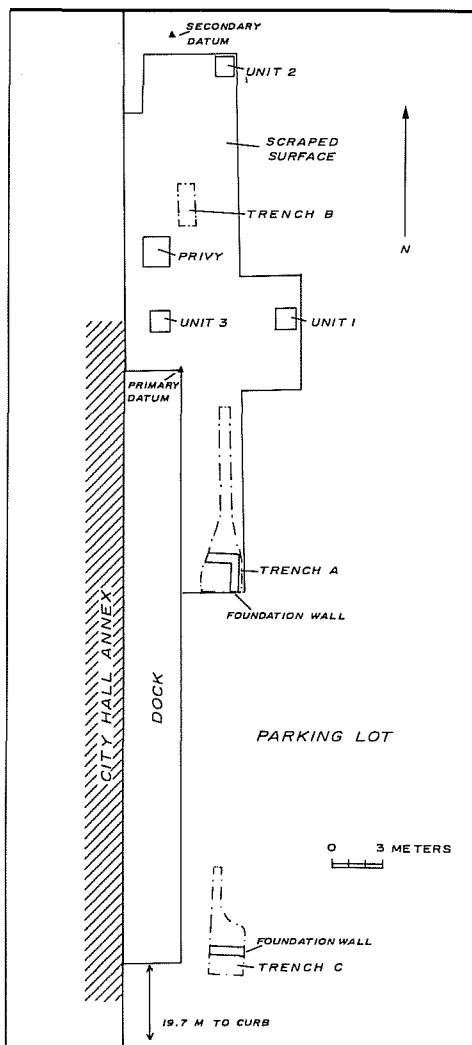 SECONDARY
DATUM
UNIT 2
SCRAPED
SURFACE
TRENCH B
N
PRIVY
UNIT 3
UNIT 1
PRIMARY
DATUM
TRENCH A
FOUNDATION WALL
CITY HALL ANNEX
DOCK
PARKING LOT
0 3 METERS
FOUNDATION WALL
TRENCH C
19.7 M TO CURB